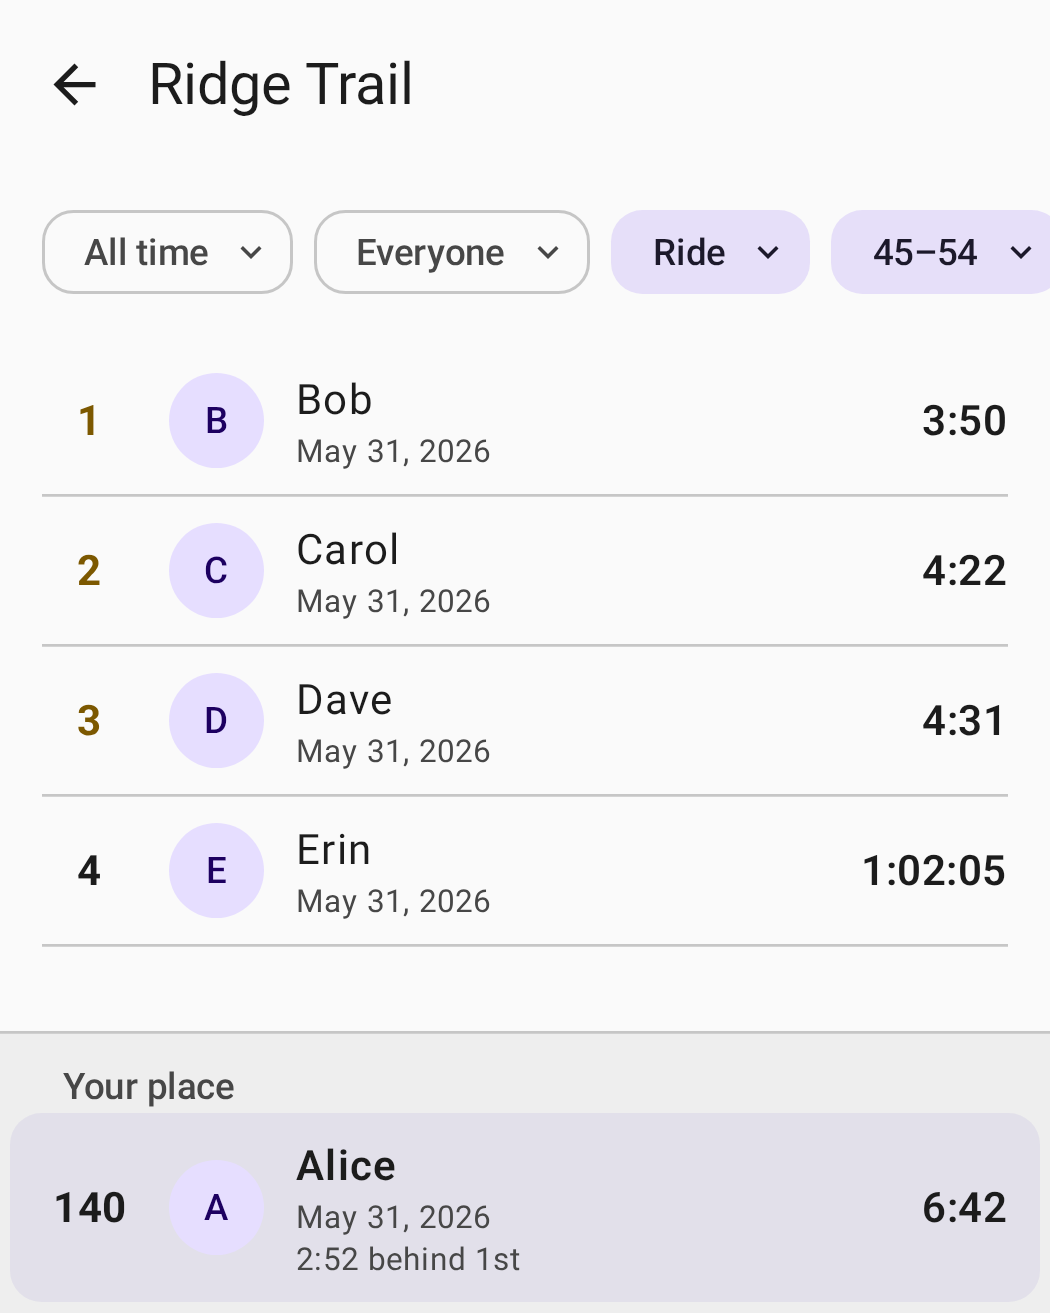 Ridge Trail
All time Everyone Ride 45–54
1 B Bob 3:50
May 31, 2026
2 C Carol 4:22
May 31, 2026
3 D Dave 4:31
May 31, 2026
4 E Erin 1:02:05
May 31, 2026
Your place
140 A Alice 6:42
May 31, 2026
2:52 behind 1st